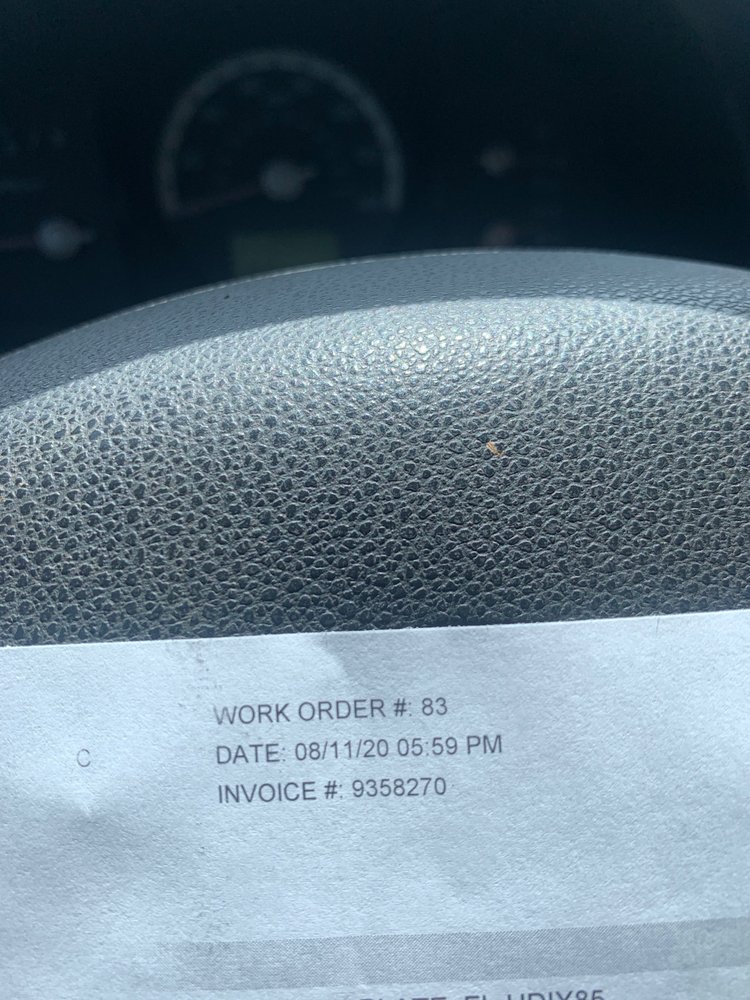 WORK ORDER #: 83
C
DATE: 08/11/20 05:59 PM
INVOICE #: 9358270